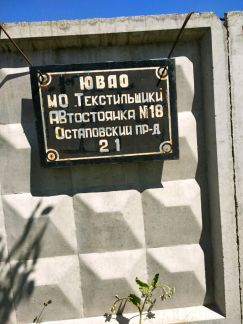 ЮВАО
МО ТЕКСТИЛЬЩИКИ
АВТОСТОЯНКА №18
ОСТАПОВСКИЙ ПР-Д
21